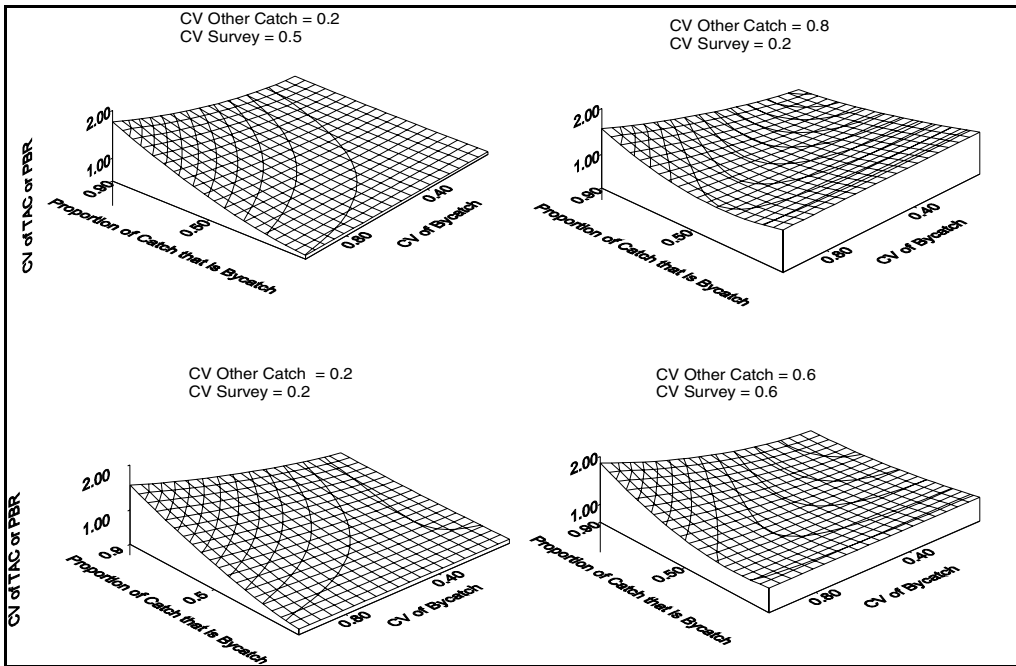 CV Other Catch = 0.2
CV Survey = 0.5
2.00
1.00
0.90
0.50
0.80
0.40
CV of TAC or PBR
Proportion of Catch that is Bycatch
CV of Bycatch
CV Other Catch = 0.8
CV Survey = 0.2
2.00
1.00
0.90
0.50
0.80
0.40
Proportion of Catch that is Bycatch
CV of Bycatch
CV Other Catch = 0.2
CV Survey = 0.2
2.00
1.00
0.9
0.5
0.80
0.40
CV of TAC or PBR
Proportion of Catch that is Bycatch
CV of Bycatch
CV Other Catch = 0.6
CV Survey = 0.6
2.00
1.00
0.90
0.50
0.80
0.40
Proportion of Catch that is Bycatch
CV of Bycatch